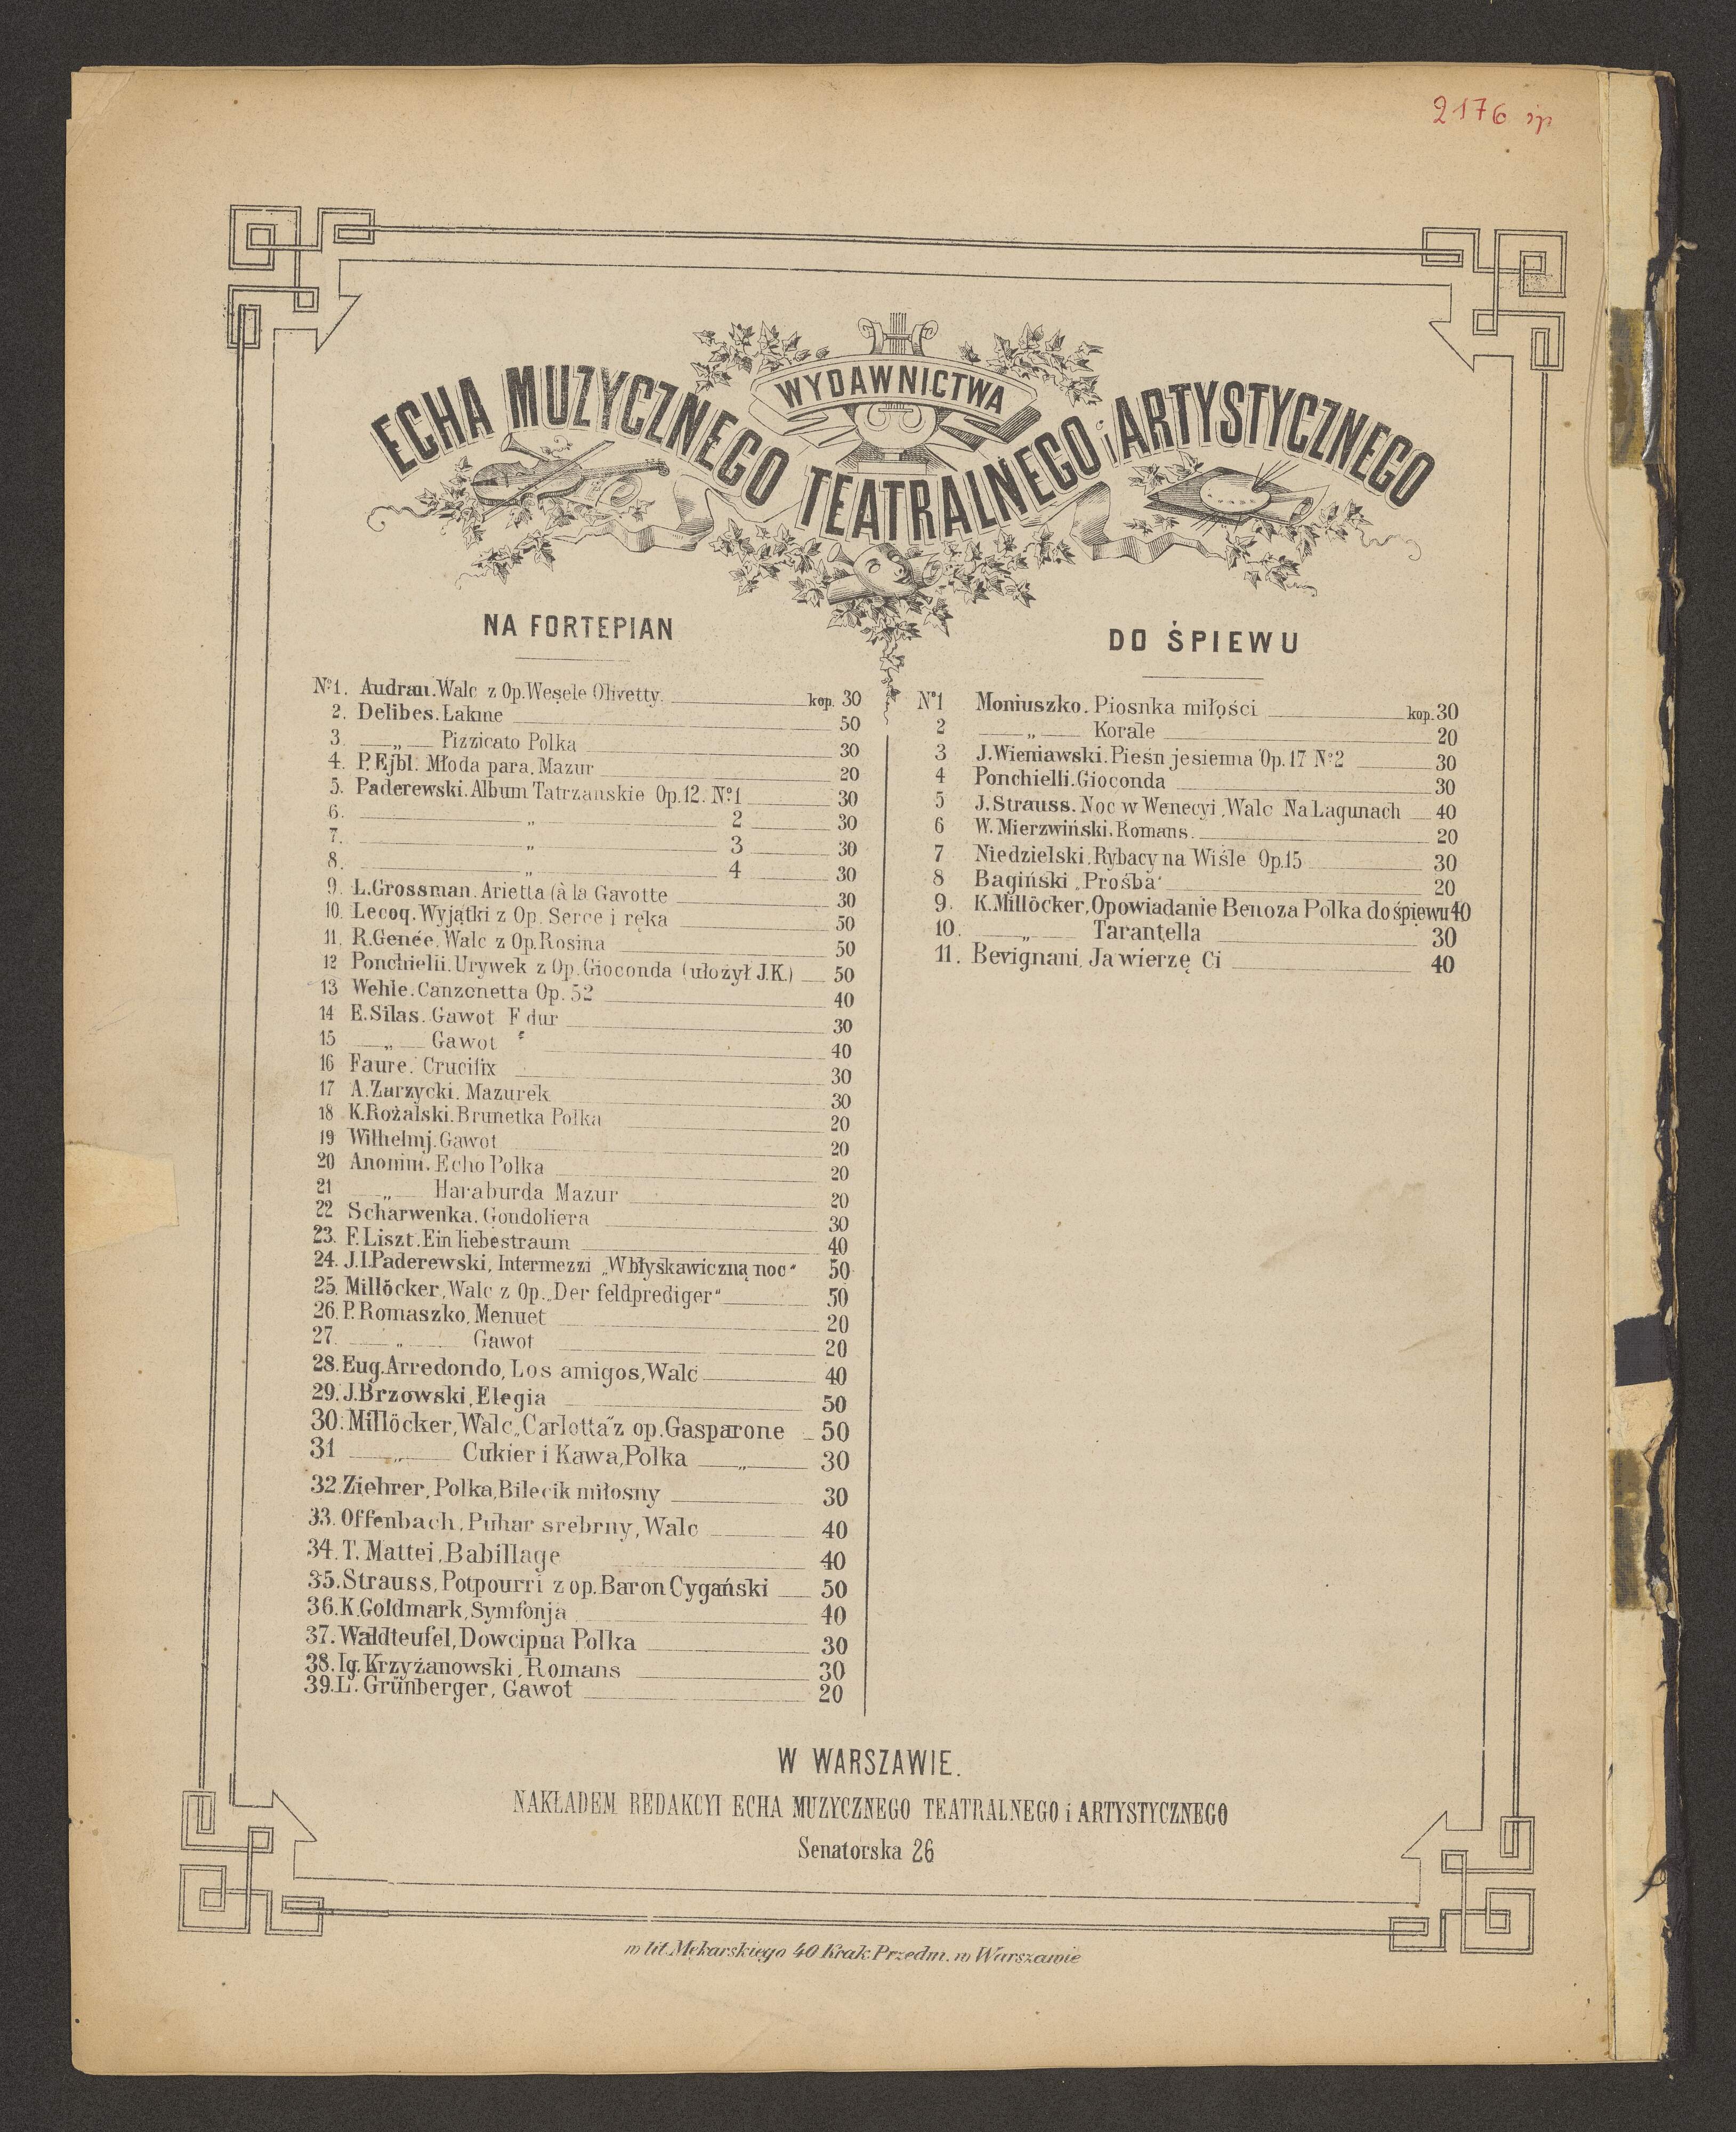 2176
WYDAWNICTWA
ECHA MUZYCZNEGO TEATRALNEGO i ARTYSTYCZNEGO
NA FORTEPIAN
Nº1. Audran. Walc z Op. Wesele Olivetty. kop. 30
2. Delibes. Lakme 50
3. „ Pizzicato Polka 30
4. P. Ejbl. Młoda para, Mazur 20
5. Paderewski. Album Tatrzanskie Op. 12. Nº1 30
6. „ 2 30
7. „ 3 30
8. „ 4 30
9. L. Grossman. Arietta (à la Gavotte 30
10. Lecoq. Wyjątki z Op. Serce i ręka 50
11. R. Genée. Walc z Op. Rosina 50
12 Ponchielii. Urywek z Op. Gioconda (ułożył J.K.) 50
13 Wehle. Canzonetta Op. 52 40
14 E. Silas. Gawot F dur 30
15 „ Gawot 40
16 Faure. Crucifix 30
17 A. Zarzycki. Mazurek 30
18 K. Rożalski. Brunetka Polka 20
19 Wilhelmj. Gawot 20
20 Anonim. Echo Polka 20
21 „ Haraburda Mazur 20
22 Scharwenka. Gondoliera 30
23. F. Liszt. Ein liebestraum 40
24. J.I. Paderewski, Intermezzi „W błyskawiczną noc" 50
25. Millöcker, Walc z Op. „Der feldprediger" 50
26. P. Romaszko, Menuet 20
27. „ Gawot 20
28. Eug. Arredondo, Los amigos, Walc 40
29. J. Brzowski, Elegia 50
30. Millöcker, Walc „Carlotta" z op. Gasparone 50
31 „ Cukier i Kawa, Polka „ 30
32. Ziehrer, Polka, Bilecik miłosny 30
33. Offenbach, Puhar srebrny, Walc 40
34. T. Mattei, Babillage 40
35. Strauss, Potpourri z op. Baron Cygański 50
36. K. Goldmark, Symfonja 40
37. Waldteufel, Dowcipna Polka 30
38. Ig. Krzyżanowski, Romans 30
39. L. Grünberger, Gawot 20
DO ŚPIEWU
Nº1 Moniuszko. Piosnka miłości kop. 30
2 „ Korale 20
3 J. Wieniawski. Pieśn jesienna Op. 17 Nº2 30
4 Ponchielli. Gioconda 30
5 J. Strauss. Noc w Wenecyi, Walc Na Lagunach 40
6 W. Mierzwiński. Romans. 20
7 Niedzielski, Rybacy na Wiśle Op. 15 30
8 Bagiński „Prośba" 20
9. K. Millöcker, Opowiadanie Benoza Polka do śpiewu 40
10. „ Tarantella 30
11. Bevignani, Ja wierzę Ci 40
W WARSZAWIE.
NAKŁADEM REDAKCYI ECHA MUZYCZNEGO TEATRALNEGO i ARTYSTYCZNEGO
Senatorska 26
w lit. Mękarskiego 40 Krak. Przedm. w Warszawie